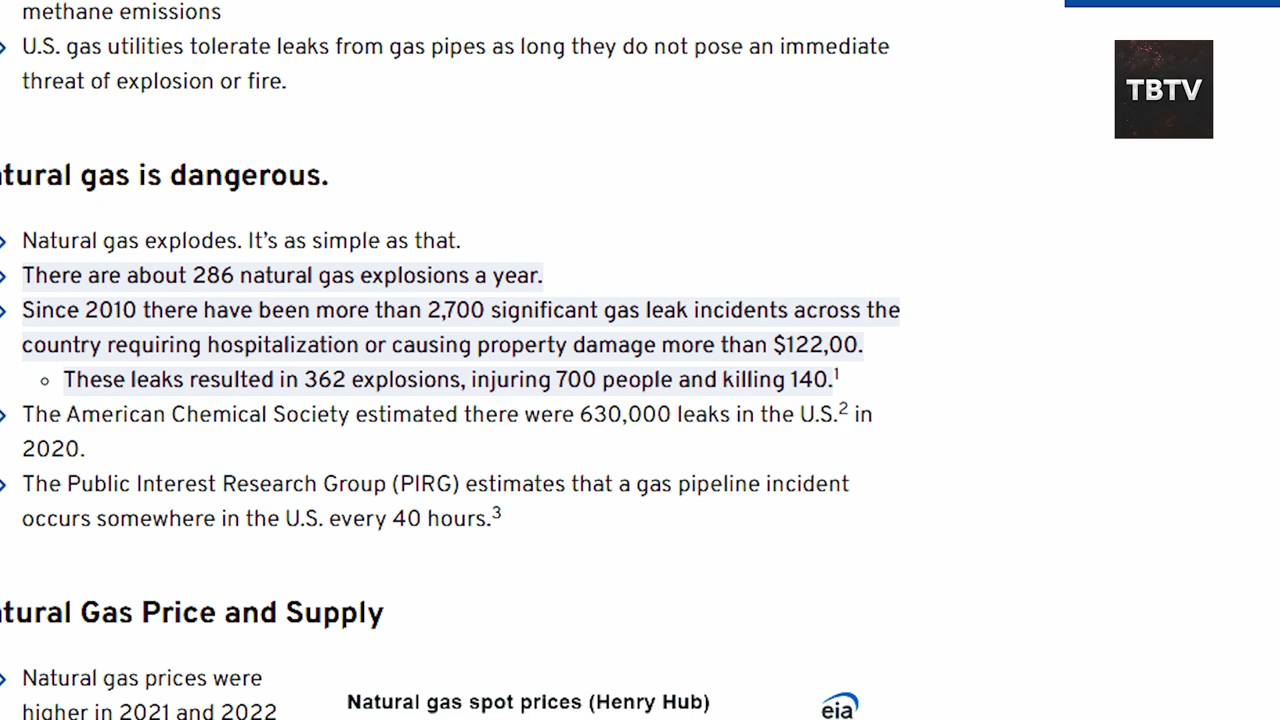 methane emissions
U.S. gas utilities tolerate leaks from gas pipes as long they do not pose an immediate
threat of explosion or fire.
TBTV
tural gas is dangerous.
Natural gas explodes. It's as simple as that.
There are about 286 natural gas explosions a year.
Since 2010 there have been more than 2,700 significant gas leak incidents across the
country requiring hospitalization or causing property damage more than $122,00.
These leaks resulted in 362 explosions, injuring 700 people and killing 140.¹
The American Chemical Society estimated there were 630,000 leaks in the U.S.² in
2020.
The Public Interest Research Group (PIRG) estimates that a gas pipeline incident
occurs somewhere in the U.S. every 40 hours.³
tural Gas Price and Supply
Natural gas prices were
higher in 2021 and 2022
Natural gas spot prices (Henry Hub)
eia